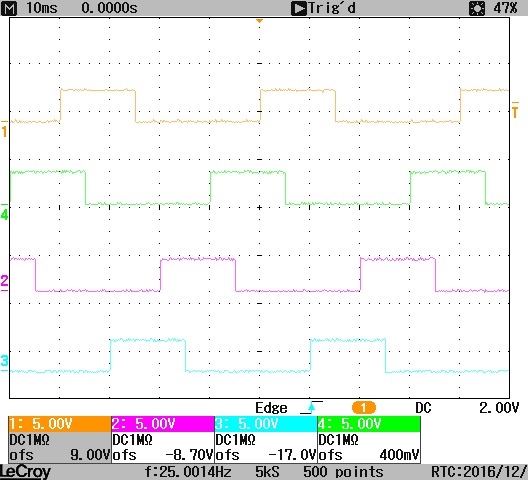 M 10ms 0.0000s Trig'd 47%
T
1
4
2
3
Edge 1 DC 2.00V
1: 5.00V 2: 5.00V 3: 5.00V 4: 5.00V
DC1MΩ DC1MΩ DC1MΩ DC1MΩ
ofs 9.00V ofs -8.70V ofs -17.0V ofs 400mV
LeCroy f:25.0014Hz 5kS 500 points RTC:2016/12/